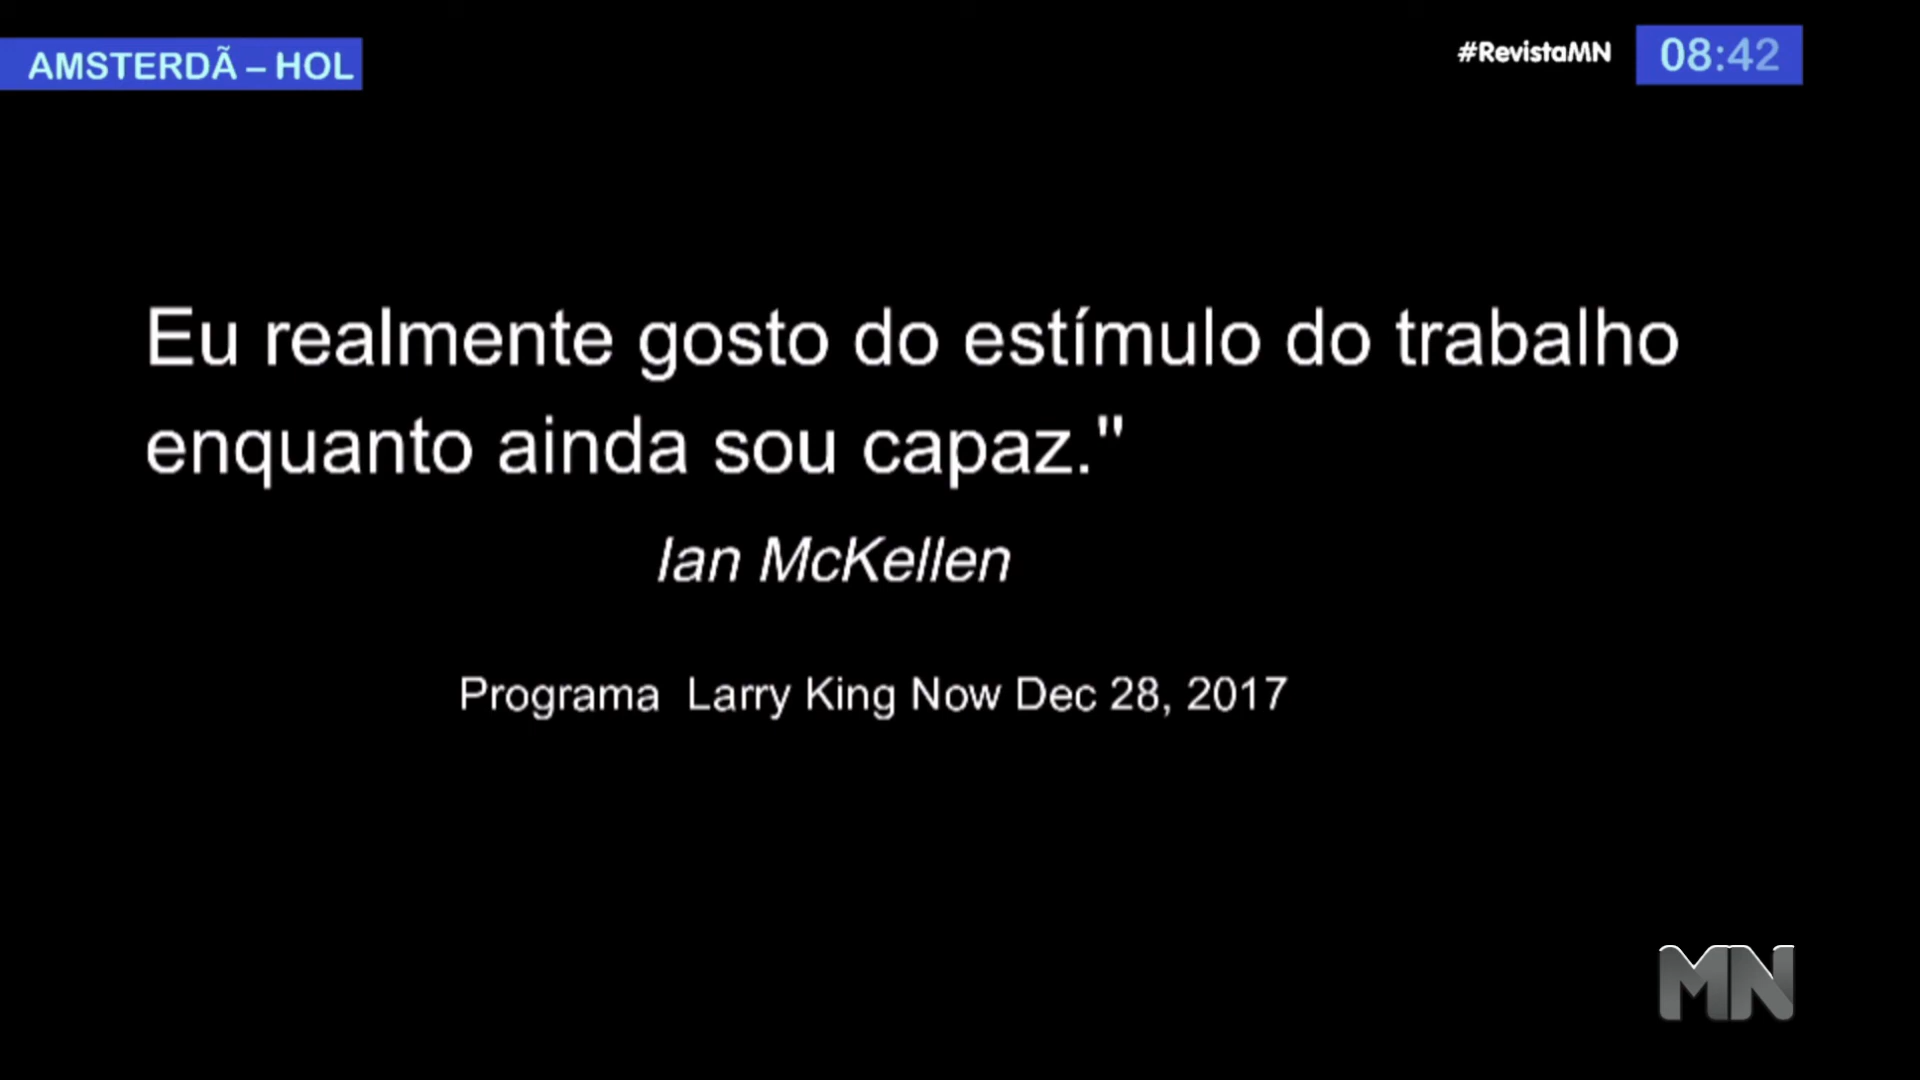 AMSTERDÃ – HOL
#RevistaMN
08:42
Eu realmente gosto do estímulo do trabalho
enquanto ainda sou capaz."
Ian McKellen
Programa Larry King Now Dec 28, 2017
MN